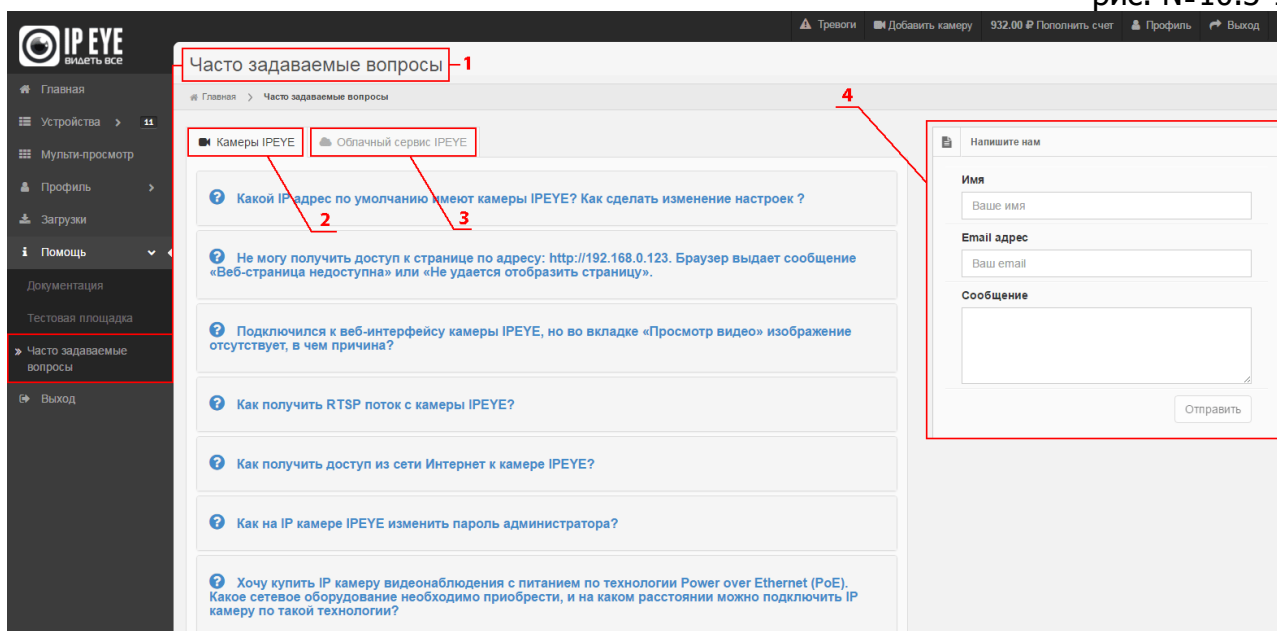 рис. №10.3
Тревоги
Добавить камеру
932.00 ₽ Пополнить счет
Профиль
Выход
IP EYE
видеть все
Часто задаваемые вопросы
1
Главная
Часто задаваемые вопросы
4
Главная
Устройства
11
Мульти-просмотр
Профиль
Загрузки
Помощь
Документация
Тестовая площадка
Часто задаваемые
вопросы
Выход
Камеры IPEYE
Облачный сервис IPEYE
2
3
Какой IP адрес по умолчанию имеют камеры IPEYE? Как сделать изменение настроек ?
Не могу получить доступ к странице по адресу: http://192.168.0.123. Браузер выдает сообщение
«Веб-страница недоступна» или «Не удается отобразить страницу».
Подключился к веб-интерфейсу камеры IPEYE, но во вкладке «Просмотр видео» изображение
отсутствует, в чем причина?
Как получить RTSP поток с камеры IPEYE?
Как получить доступ из сети Интернет к камере IPEYE?
Как на IP камере IPEYE изменить пароль администратора?
Хочу купить IP камеру видеонаблюдения с питанием по технологии Power over Ethernet (PoE).
Какое сетевое оборудование необходимо приобрести, и на каком расстоянии можно подключить IP
камеру по такой технологии?
Напишите нам
Имя
Ваше имя
Email адрес
Ваш email
Сообщение
Отправить